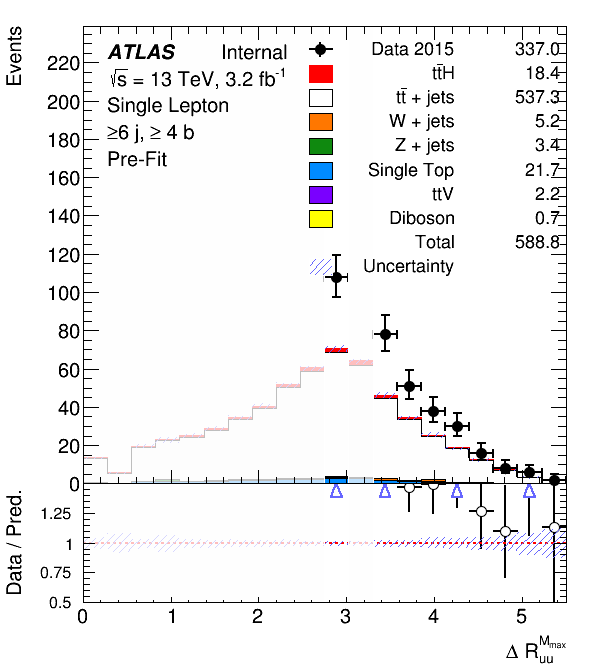 Events
ATLAS Internal
√s = 13 TeV, 3.2 fb-1
Single Lepton
≥6 j, ≥ 4 b
Pre-Fit
Data 2015 337.0
tt̄H 18.4
tt̄ + jets 537.3
W + jets 5.2
Z + jets 3.4
Single Top 21.7
ttV 2.2
Diboson 0.7
Total 588.8
Uncertainty
220
200
180
160
140
120
100
80
60
40
20
0
Data / Pred.
1.25
1
0.75
0.5
0 1 2 3 4 5
Δ R uu M max